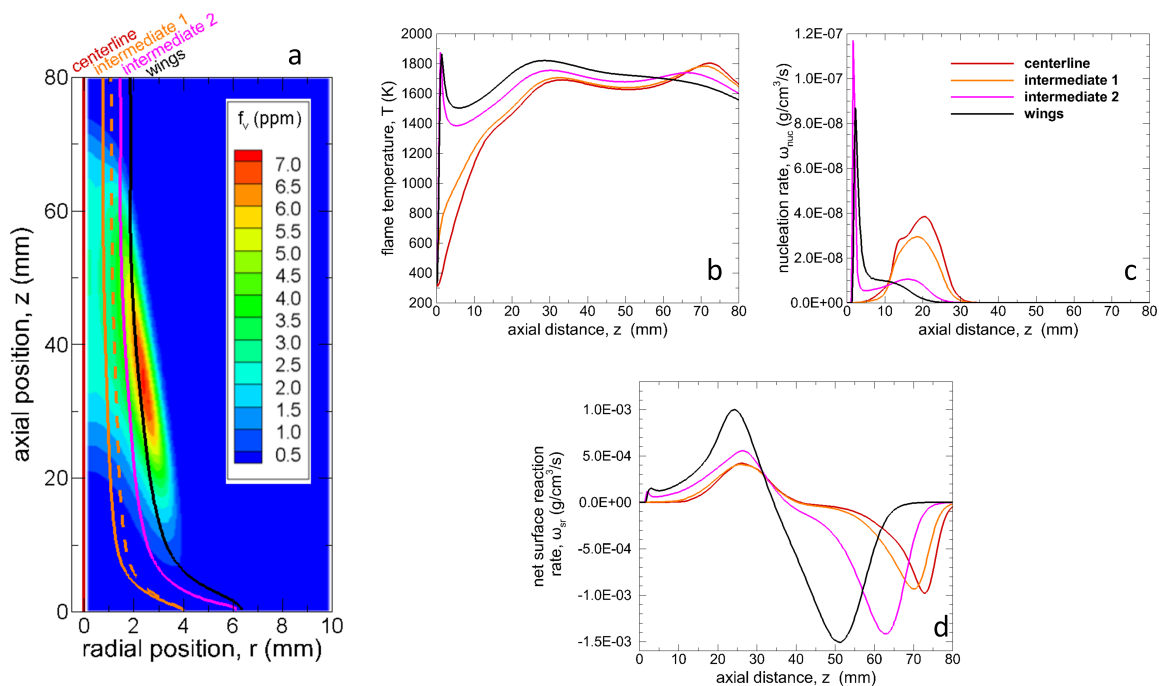 centerline
intermediate 1
intermediate 2
wings
a
80
70
60
50
40
30
20
10
0
axial position, z (mm)
0 2 4 6 8 10
radial position, r (mm)
fv (ppm)
7.0
6.5
6.0
5.5
5.0
4.5
4.0
3.5
3.0
2.5
2.0
1.5
1.0
0.5
2000
1800
1600
1400
1200
1000
800
600
400
200
flame temperature, T (K)
0 10 20 30 40 50 60 70 80
axial distance, z (mm)
b
1.2E-07
1.0E-07
8.0E-08
6.0E-08
4.0E-08
2.0E-08
0.0E+00
nucleation rate, ωnuc (g/cm³/s)
centerline
intermediate 1
intermediate 2
wings
c
0 10 20 30 40 50 60 70 80
axial distance, z (mm)
1.0E-03
5.0E-04
0.0E+00
-5.0E-04
-1.0E-03
-1.5E-03
net surface reaction
rate, ωsr (g/cm³/s)
d
0 10 20 30 40 50 60 70 80
axial distance, z (mm)